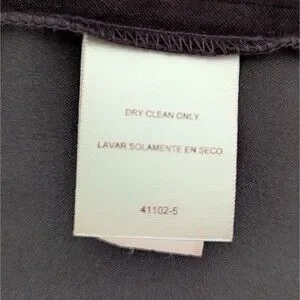 DRY CLEAN ONLY
LAVAR SOLAMENTE EN SECO
41102-5